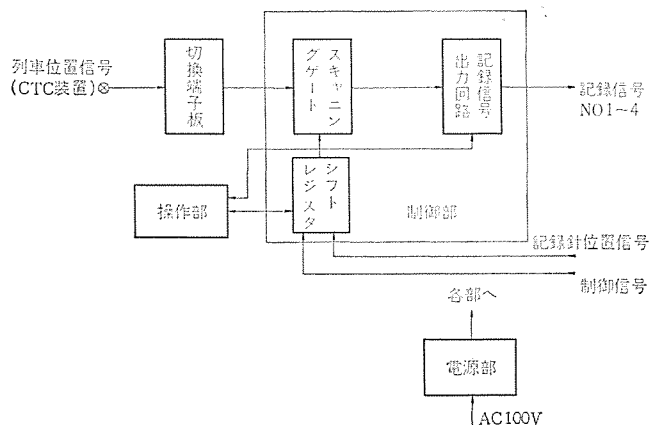 列車位置信号
(CTC装置)
切換端子板
スキャニングゲート
記録信号出力回路
記録信号
NO1~4
操作部
シフトレジスタ
制御部
記録針位置信号
制御信号
各部へ
電源部
AC100V